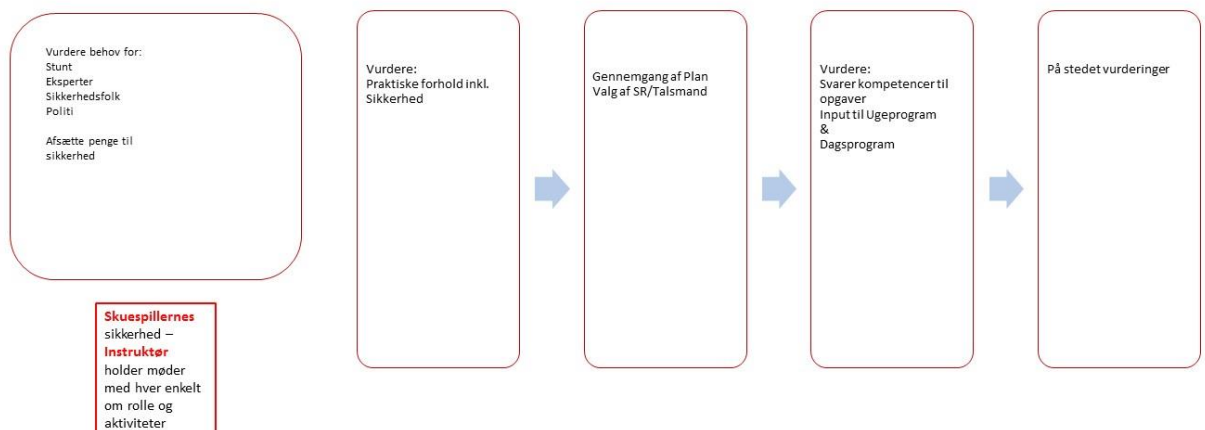 Vurdere behov for:
Stunt
Eksperter
Sikkerhedsfolk
Politi
Afsætte penge til
sikkerhed
Skuespillernes
sikkerhed –
Instruktør
holder møder
med hver enkelt
om rolle og
aktiviteter
Vurdere:
Praktiske forhold inkl.
Sikkerhed
Gennemgang af Plan
Valg af SR/Talsmand
Vurdere:
Svarer kompetencer til
opgaver
Input til Ugeprogram
&
Dagsprogram
På stedet vurderinger